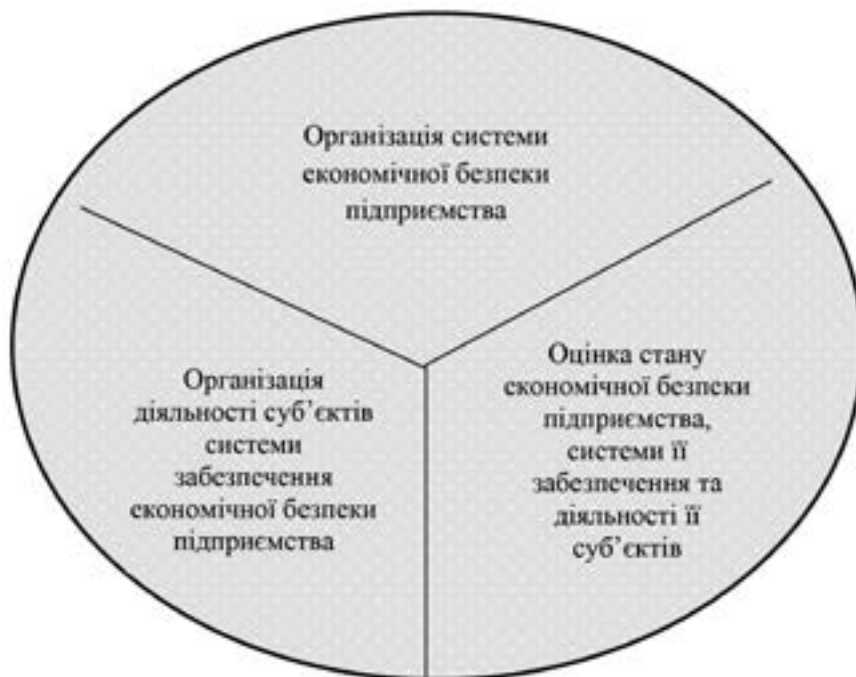 Організація системи
економічної безпеки
підприємства
Організація
діяльності суб’єктів
системи
забезпечення
економічної безпеки
підприємства
Оцінка стану
економічної безпеки
підприємства,
системи її
забезпечення та
діяльності її
суб’єктів